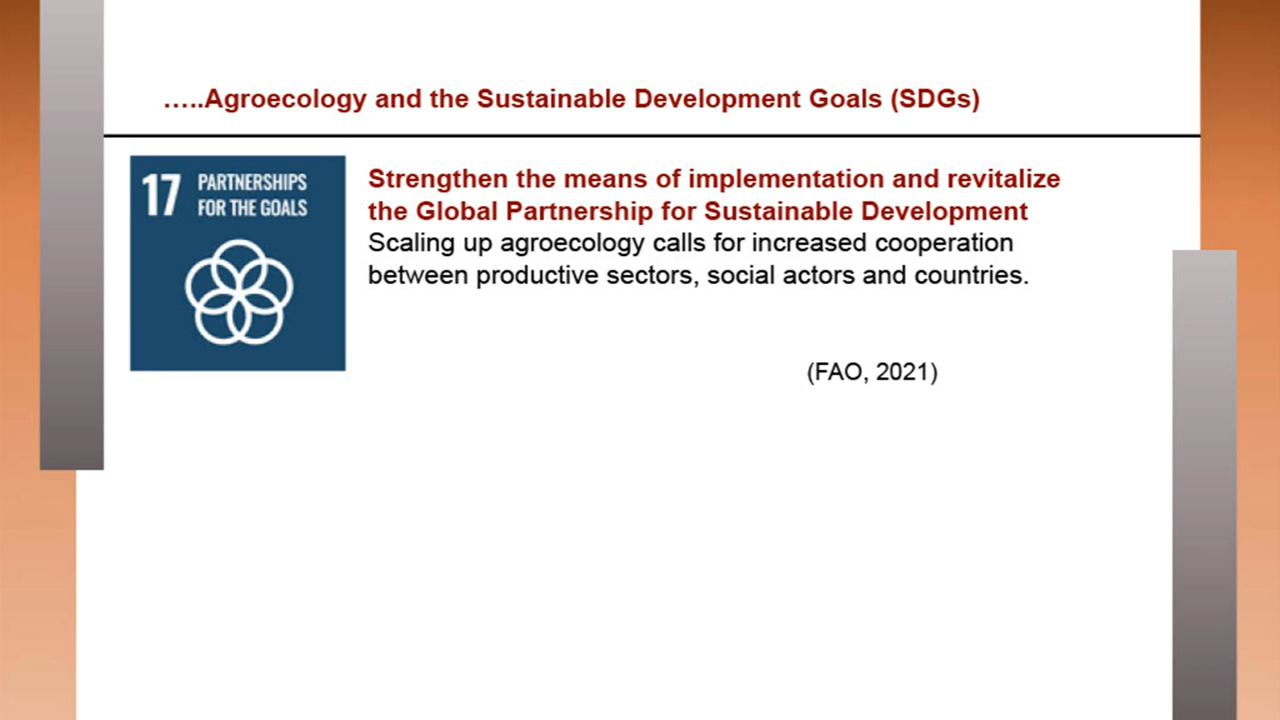 .....Agroecology and the Sustainable Development Goals (SDGs)
17 PARTNERSHIPS
FOR THE GOALS
Strengthen the means of implementation and revitalize
the Global Partnership for Sustainable Development
Scaling up agroecology calls for increased cooperation
between productive sectors, social actors and countries.
(FAO, 2021)